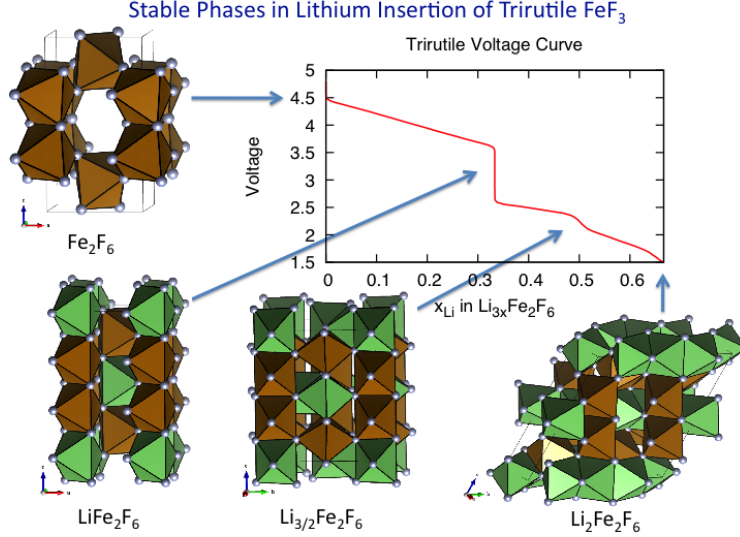 Stable Phases in Lithium Insertion of Trirutile FeF₃
Trirutile Voltage Curve
5
4.5
4
3.5
3
2.5
2
1.5
Voltage
0 0.1 0.2 0.3 0.4 0.5 0.6
x_Li in Li₃ₓFe₂F₆
Fe₂F₆
LiFe₂F₆
Li₃/₂Fe₂F₆
Li₂Fe₂F₆